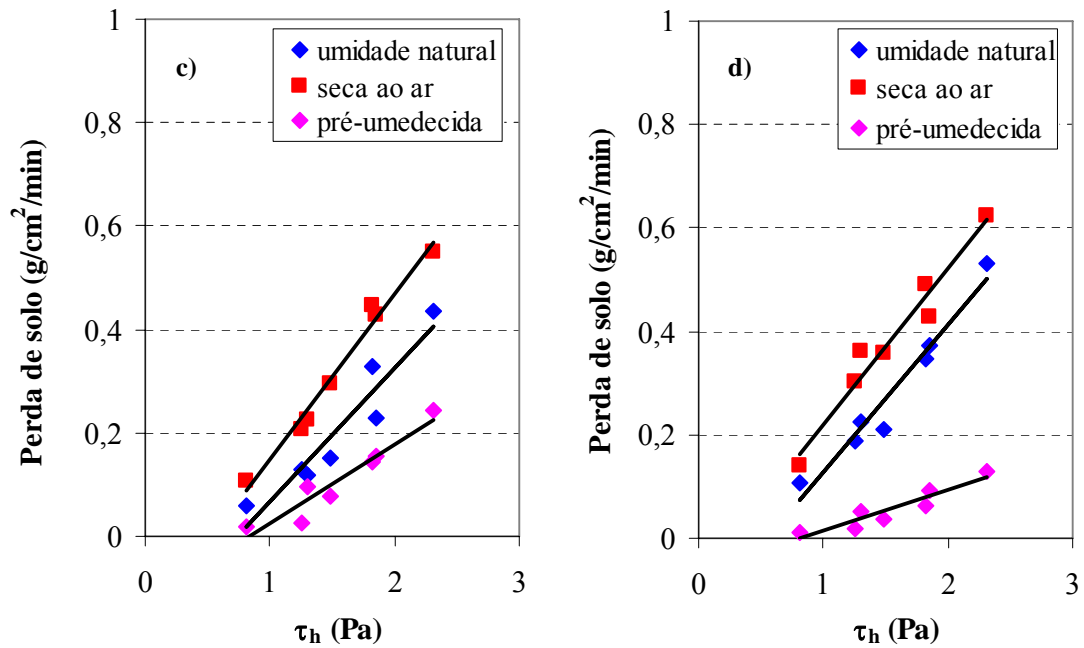 c)
umidade natural
seca ao ar
pré-umedecida
Perda de solo (g/cm²/min)
1
0,8
0,6
0,4
0,2
0
0 1 2 3
τh (Pa)
d)
umidade natural
seca ao ar
pré-umedecida
Perda de solo (g/cm²/min)
1
0,8
0,6
0,4
0,2
0
0 1 2 3
τh (Pa)